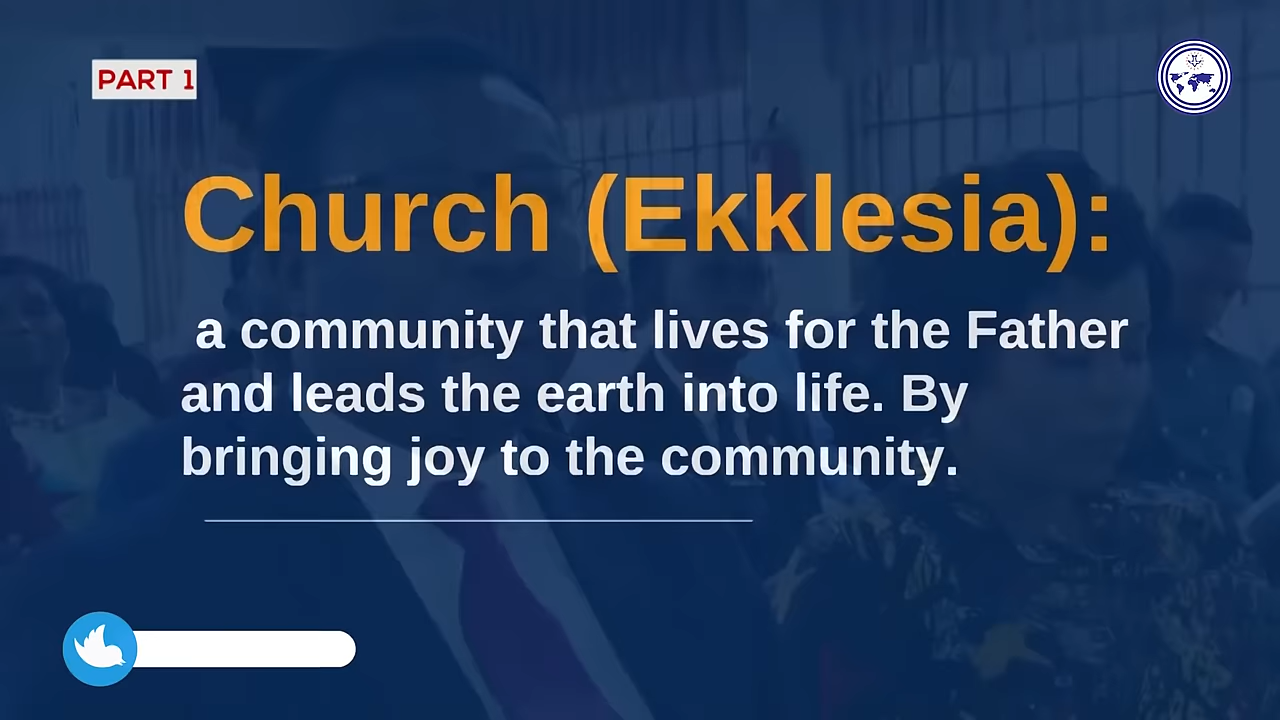 PART 1
Church (Ekklesia):
a community that lives for the Father
and leads the earth into life. By
bringing joy to the community.